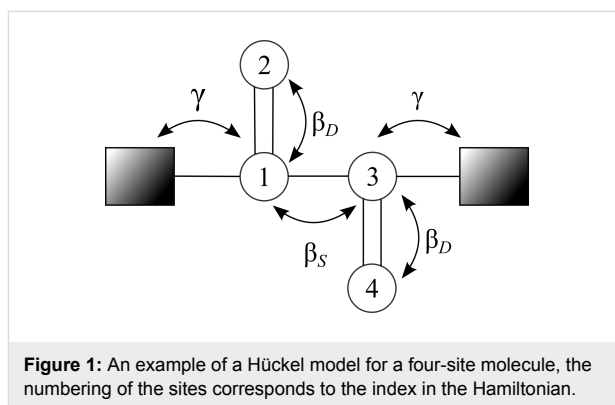 2
γ
γ
β_D
1
3
β_S
β_D
4
Figure 1: An example of a Hückel model for a four-site molecule, the
numbering of the sites corresponds to the index in the Hamiltonian.